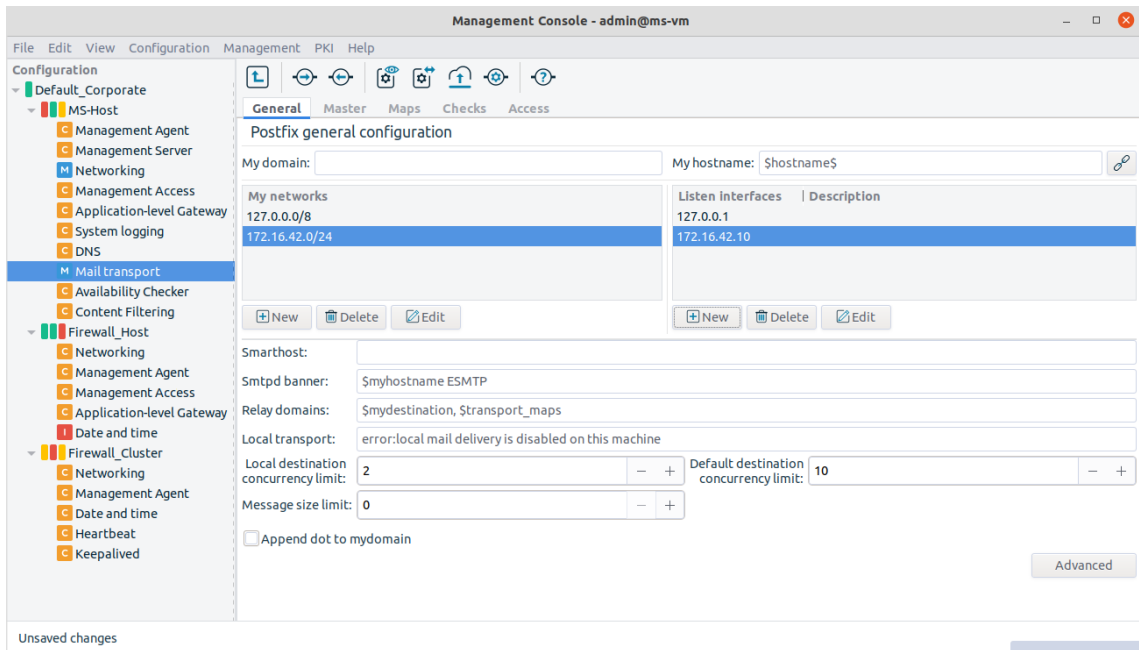 Management Console - admin@ms-vm
File Edit View Configuration Management PKI Help
Configuration
Default_Corporate
MS-Host
C Management Agent
C Management Server
M Networking
C Management Access
C Application-level Gateway
C System logging
C DNS
M Mail transport
C Availability Checker
C Content Filtering
Firewall_Host
C Networking
C Management Agent
C Management Access
C Application-level Gateway
I Date and time
Firewall_Cluster
C Networking
C Management Agent
C Date and time
C Heartbeat
C Keepalived
General Master Maps Checks Access
Postfix general configuration
My domain:
My hostname: $hostname$
My networks
127.0.0.0/8
172.16.42.0/24
New Delete Edit
Listen interfaces | Description
127.0.0.1
172.16.42.10
New Delete Edit
Smarthost:
Smtpd banner: $myhostname ESMTP
Relay domains: $mydestination, $transport_maps
Local transport: error:local mail delivery is disabled on this machine
Local destination
concurrency limit: 2
Default destination
concurrency limit: 10
Message size limit: 0
Append dot to mydomain
Advanced
Unsaved changes